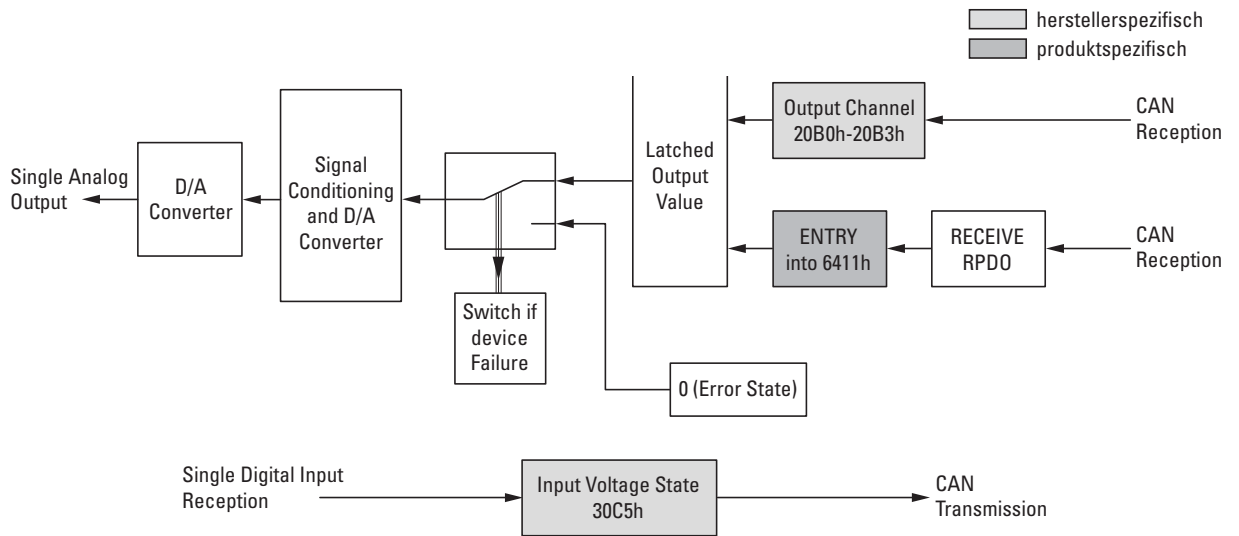 herstellerspezifisch
produktspezifisch
Output Channel
20B0h-20B3h
CAN
Reception
Latched
Output
Value
Signal
Conditioning
and D/A
Converter
D/A
Converter
Single Analog
Output
ENTRY
into 6411h
RECEIVE
RPDO
CAN
Reception
Switch if
device
Failure
0 (Error State)
Single Digital Input
Reception
Input Voltage State
30C5h
CAN
Transmission